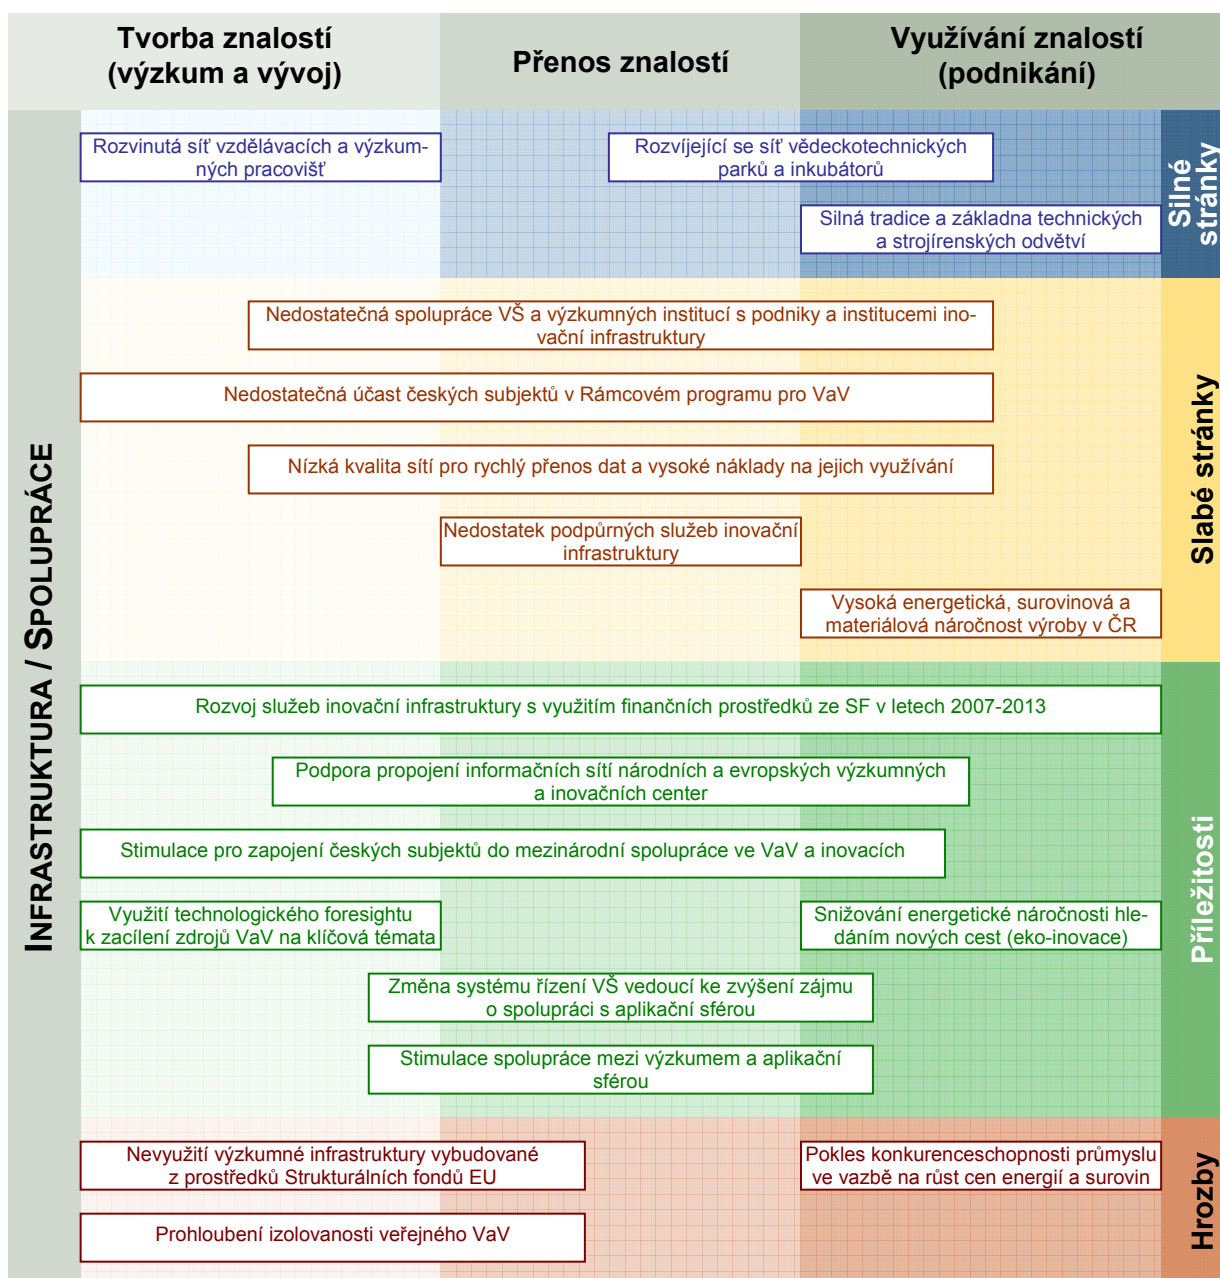 Tvorba znalostí
(výzkum a vývoj)
Přenos znalostí
Využívání znalostí
(podnikání)
INFRASTRUKTURA / SPOLUPRÁCE
Silné
stránky
Rozvinutá síť vzdělávacích a výzkum-
ných pracovišť
Rozvíjející se síť vědeckotechnických
parků a inkubátorů
Silná tradice a základna technických
a strojírenských odvětví
Slabé stránky
Nedostatečná spolupráce VŠ a výzkumných institucí s podniky a institucemi ino-
vační infrastruktury
Nedostatečná účast českých subjektů v Rámcovém programu pro VaV
Nízká kvalita sítí pro rychlý přenos dat a vysoké náklady na jejich využívání
Nedostatek podpůrných služeb inovační
infrastruktury
Vysoká energetická, surovinová a
materiálová náročnost výroby v ČR
Příležitosti
Rozvoj služeb inovační infrastruktury s využitím finančních prostředků ze SF v letech 2007-2013
Podpora propojení informačních sítí národních a evropských výzkumných
a inovačních center
Stimulace pro zapojení českých subjektů do mezinárodní spolupráce ve VaV a inovacích
Využití technologického foresightu
k zacílení zdrojů VaV na klíčová témata
Snižování energetické náročnosti hle-
dáním nových cest (eko-inovace)
Změna systému řízení VŠ vedoucí ke zvýšení zájmu
o spolupráci s aplikační sférou
Stimulace spolupráce mezi výzkumem a aplikační
sférou
Hrozby
Nevyužití výzkumné infrastruktury vybudované
z prostředků Strukturálních fondů EU
Pokles konkurenceschopnosti průmyslu
ve vazbě na růst cen energií a surovin
Prohloubení izolovanosti veřejného VaV